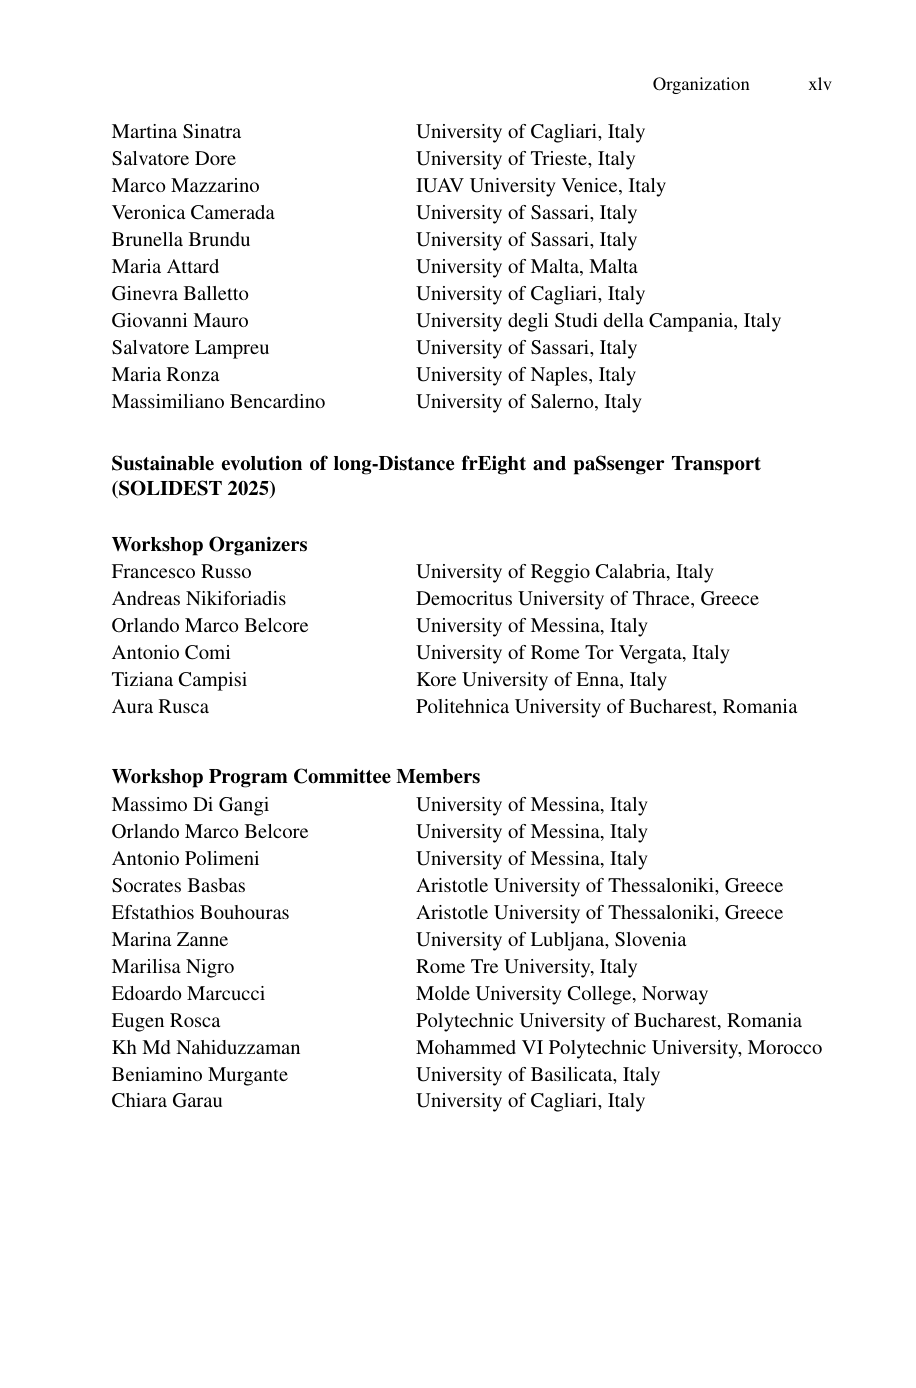 Organization xlv
Martina Sinatra University of Cagliari, Italy
Salvatore Dore University of Trieste, Italy
Marco Mazzarino IUAV University Venice, Italy
Veronica Camerada University of Sassari, Italy
Brunella Brundu University of Sassari, Italy
Maria Attard University of Malta, Malta
Ginevra Balletto University of Cagliari, Italy
Giovanni Mauro University degli Studi della Campania, Italy
Salvatore Lampreu University of Sassari, Italy
Maria Ronza University of Naples, Italy
Massimiliano Bencardino University of Salerno, Italy
Sustainable evolution of long-Distance frEight and paSsenger Transport
(SOLIDEST 2025)
Workshop Organizers
Francesco Russo University of Reggio Calabria, Italy
Andreas Nikiforiadis Democritus University of Thrace, Greece
Orlando Marco Belcore University of Messina, Italy
Antonio Comi University of Rome Tor Vergata, Italy
Tiziana Campisi Kore University of Enna, Italy
Aura Rusca Politehnica University of Bucharest, Romania
Workshop Program Committee Members
Massimo Di Gangi University of Messina, Italy
Orlando Marco Belcore University of Messina, Italy
Antonio Polimeni University of Messina, Italy
Socrates Basbas Aristotle University of Thessaloniki, Greece
Efstathios Bouhouras Aristotle University of Thessaloniki, Greece
Marina Zanne University of Lubljana, Slovenia
Marilisa Nigro Rome Tre University, Italy
Edoardo Marcucci Molde University College, Norway
Eugen Rosca Polytechnic University of Bucharest, Romania
Kh Md Nahiduzzaman Mohammed VI Polytechnic University, Morocco
Beniamino Murgante University of Basilicata, Italy
Chiara Garau University of Cagliari, Italy